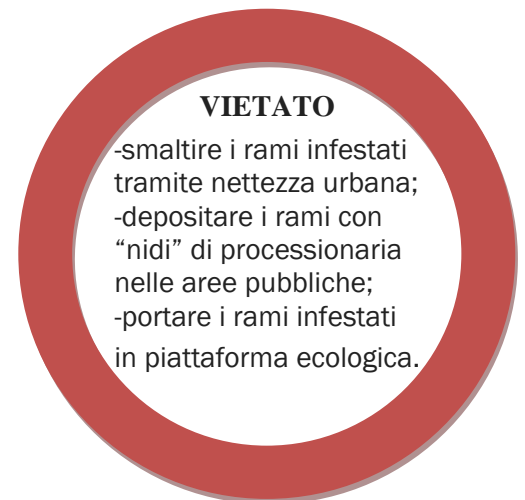 VIETATO
-smaltire i rami infestati
tramite nettezza urbana;
-depositare i rami con
“nidi” di processionaria
nelle aree pubbliche;
-portare i rami infestati
in piattaforma ecologica.